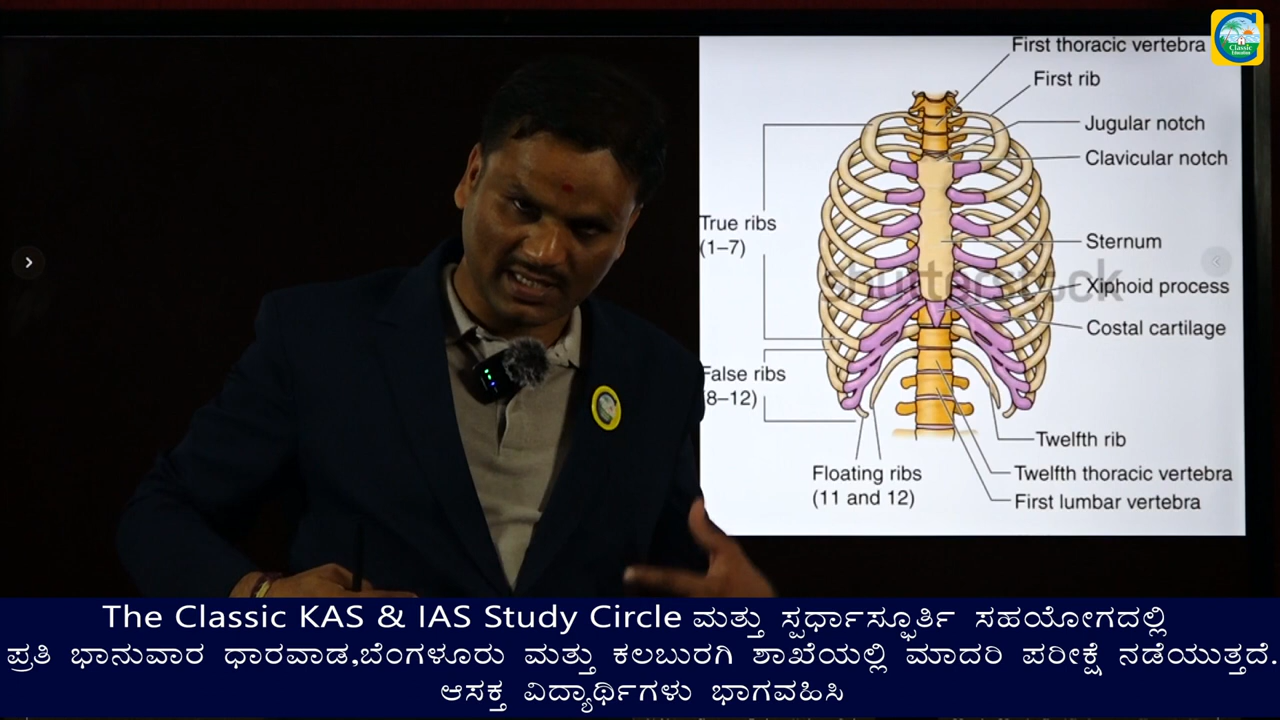 Classic
Education
First thoracic vertebra
First rib
Jugular notch
Clavicular notch
True ribs
(1–7)
Sternum
shutterstock
Xiphoid process
Costal cartilage
False ribs
(8–12)
Twelfth rib
Floating ribs
(11 and 12)
Twelfth thoracic vertebra
First lumbar vertebra
The Classic KAS & IAS Study Circle ಮತ್ತು ಸ್ಪರ್ಧಾಸ್ಫೂರ್ತಿ ಸಹಯೋಗದಲ್ಲಿ
ಪ್ರತಿ ಭಾನುವಾರ ಧಾರವಾಡ,ಬೆಂಗಳೂರು ಮತ್ತು ಕಲಬುರಗಿ ಶಾಖೆಯಲ್ಲಿ ಮಾದರಿ ಪರೀಕ್ಷೆ ನಡೆಯುತ್ತದೆ.
ಆಸಕ್ತ ವಿದ್ಯಾರ್ಥಿಗಳು ಭಾಗವಹಿಸಿ